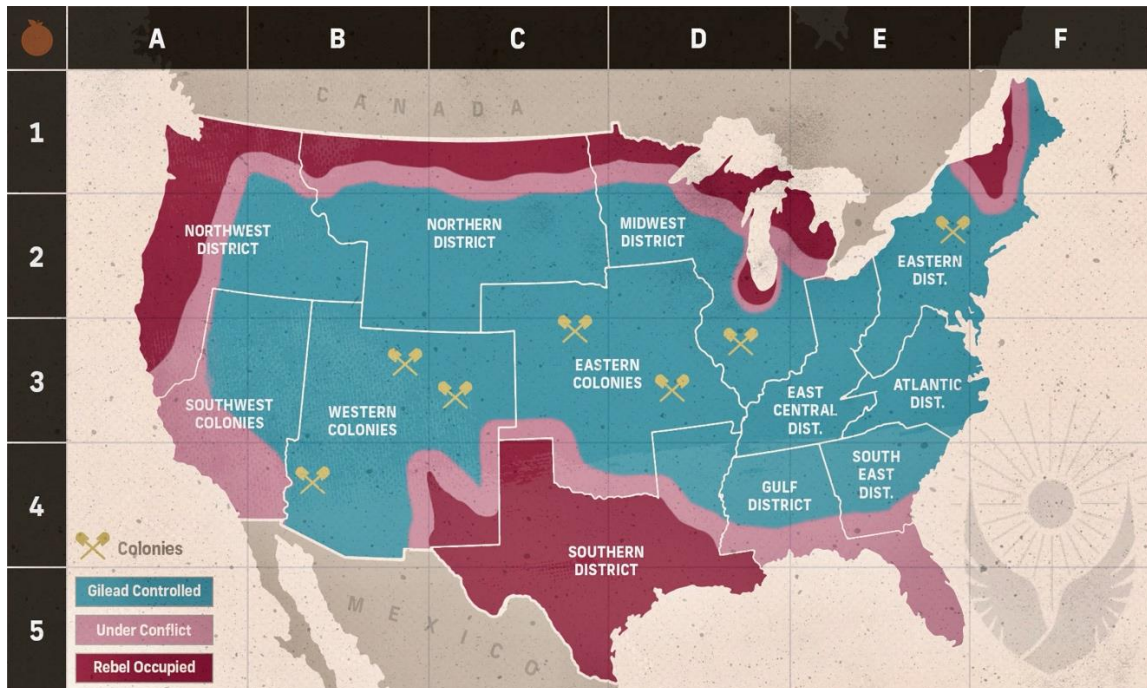 A B C D E F
1
2
3
4
5
CANADA
NORTHWEST
DISTRICT
NORTHERN
DISTRICT
MIDWEST
DISTRICT
EASTERN
DIST.
EASTERN
COLONIES
SOUTHWEST
COLONIES
WESTERN
COLONIES
EAST
CENTRAL
DIST.
ATLANTIC
DIST.
SOUTH
EAST
DIST.
GULF
DISTRICT
SOUTHERN
DISTRICT
MEXICO
Colonies
Gilead Controlled
Under Conflict
Rebel Occupied